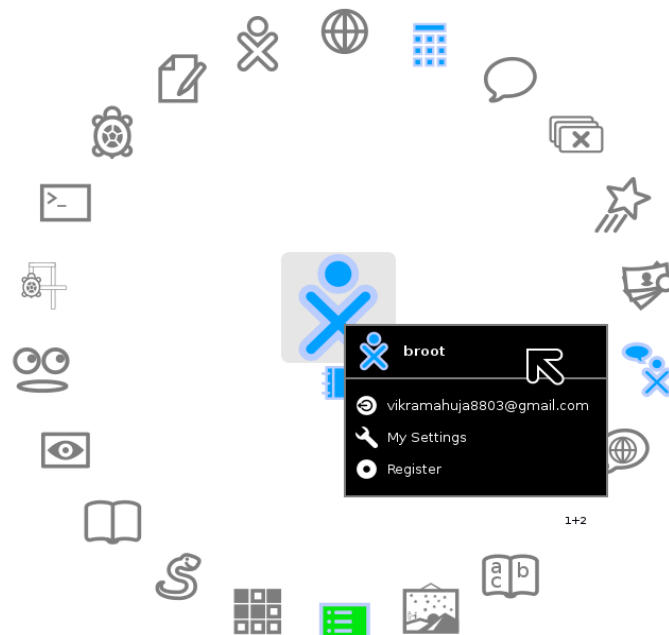 >_
broot
vikramahuja8803@gmail.com
My Settings
Register
1+2
a b
c